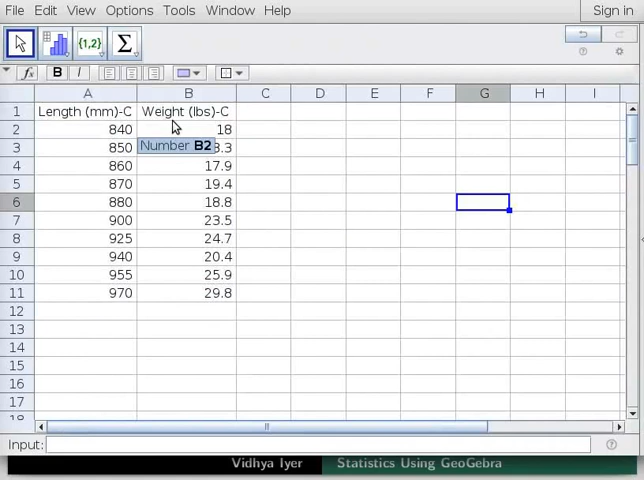 File Edit View Options Tools Window Help Sign in
{1,2} Σ
fx B I
A B C D E F G H I
1 Length (mm)-C Weight (lbs)-C
2 840 18
3 850 3.3
Number B2
4 860 17.9
5 870 19.4
6 880 18.8
7 900 23.5
8 925 24.7
9 940 20.4
10 955 25.9
11 970 29.8
12
13
14
15
16
17
18
Input:
Vidhya Iyer Statistics Using GeoGebra